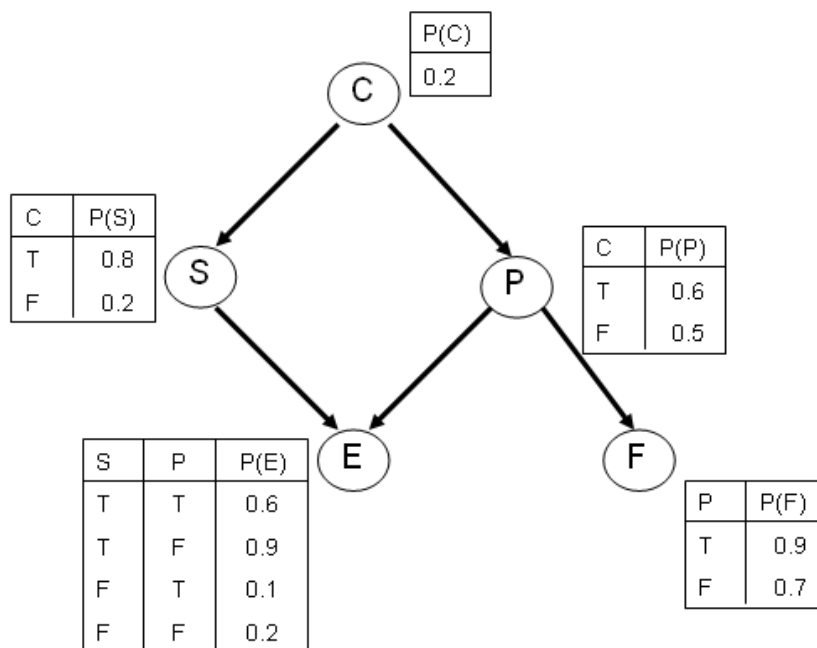 P(C)
0.2
C
C P(S)
T 0.8
F 0.2
S
P
C P(P)
T 0.6
F 0.5
S P P(E)
T T 0.6
T F 0.9
F T 0.1
F F 0.2
E
F
P P(F)
T 0.9
F 0.7